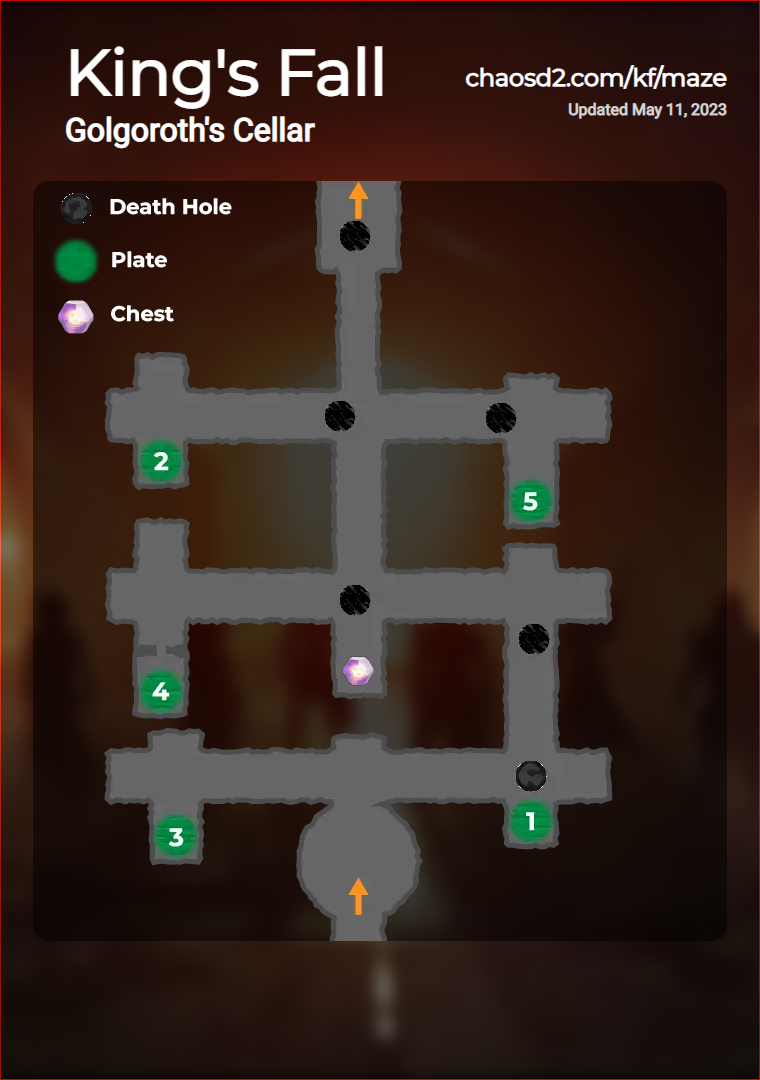 King's Fall
Golgoroth's Cellar
chaosd2.com/kf/maze
Updated May 11, 2023
Death Hole
Plate
Chest
2
5
4
3
1